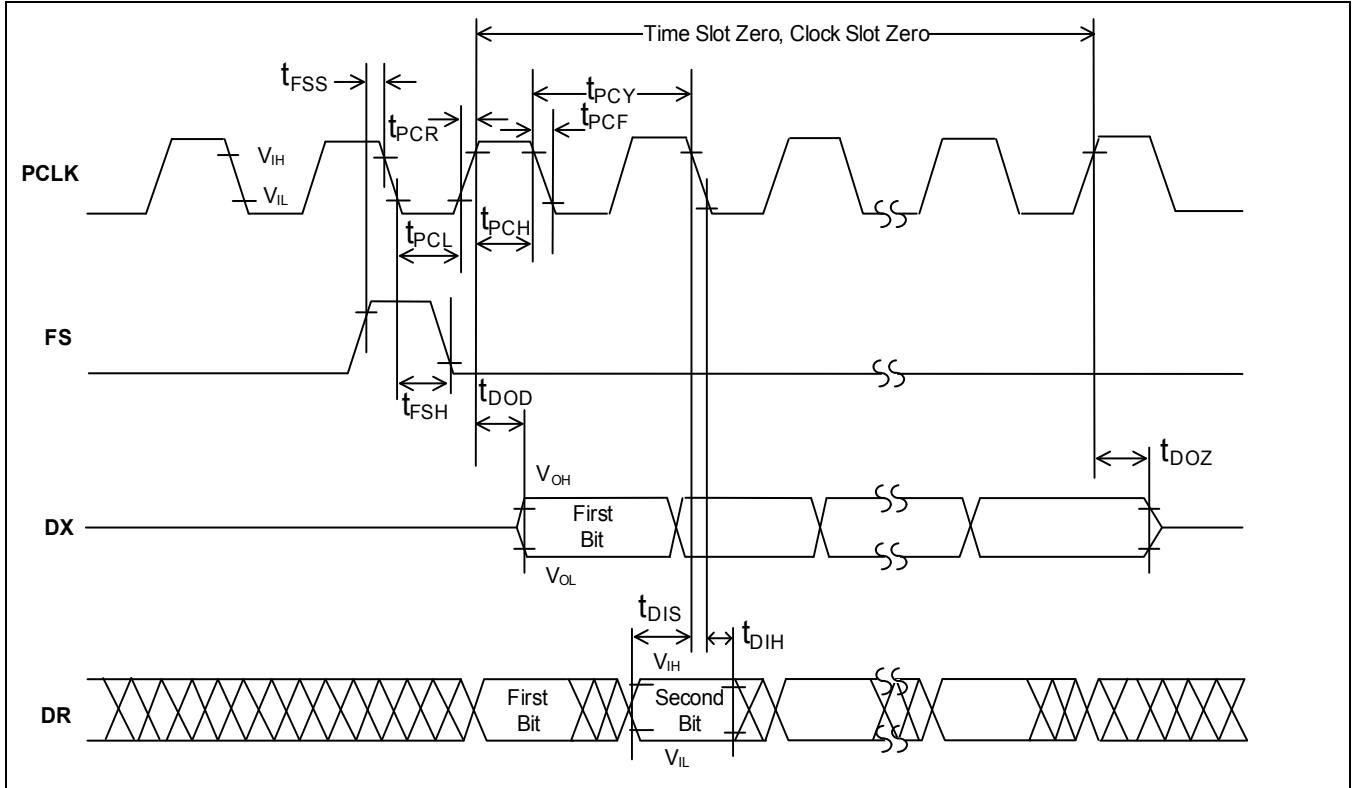 Time Slot Zero, Clock Slot Zero
tFSS
tPCY
tPCR
tPCF
PCLK
VIH
VIL
tPCL
tPCH
FS
tFSH
tDOD
tDOZ
VOH
DX
First
Bit
VOL
tDIS
tDIH
VIH
DR
First
Bit
Second
Bit
VIL